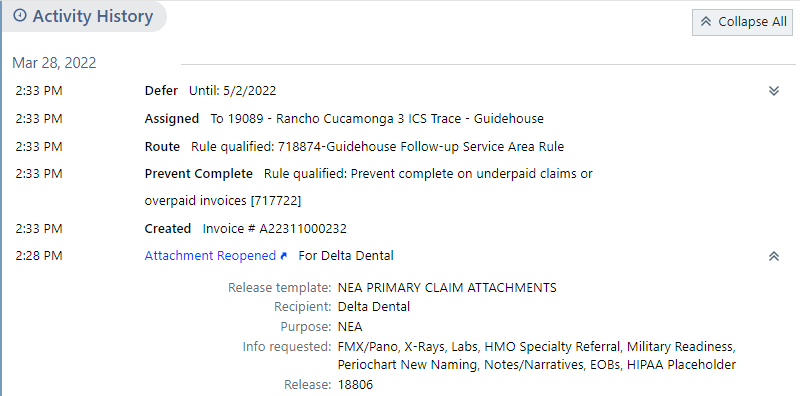 Activity History
Collapse All
Mar 28, 2022
2:33 PM Defer Until: 5/2/2022
2:33 PM Assigned To 19089 - Rancho Cucamonga 3 ICS Trace - Guidehouse
2:33 PM Route Rule qualified: 718874-Guidehouse Follow-up Service Area Rule
2:33 PM Prevent Complete Rule qualified: Prevent complete on underpaid claims or
overpaid invoices [717722]
2:33 PM Created Invoice # A22311000232
2:28 PM Attachment Reopened For Delta Dental
Release template: NEA PRIMARY CLAIM ATTACHMENTS
Recipient: Delta Dental
Purpose: NEA
Info requested: FMX/Pano, X-Rays, Labs, HMO Specialty Referral, Military Readiness,
Periochart New Naming, Notes/Narratives, EOBs, HIPAA Placeholder
Release: 18806